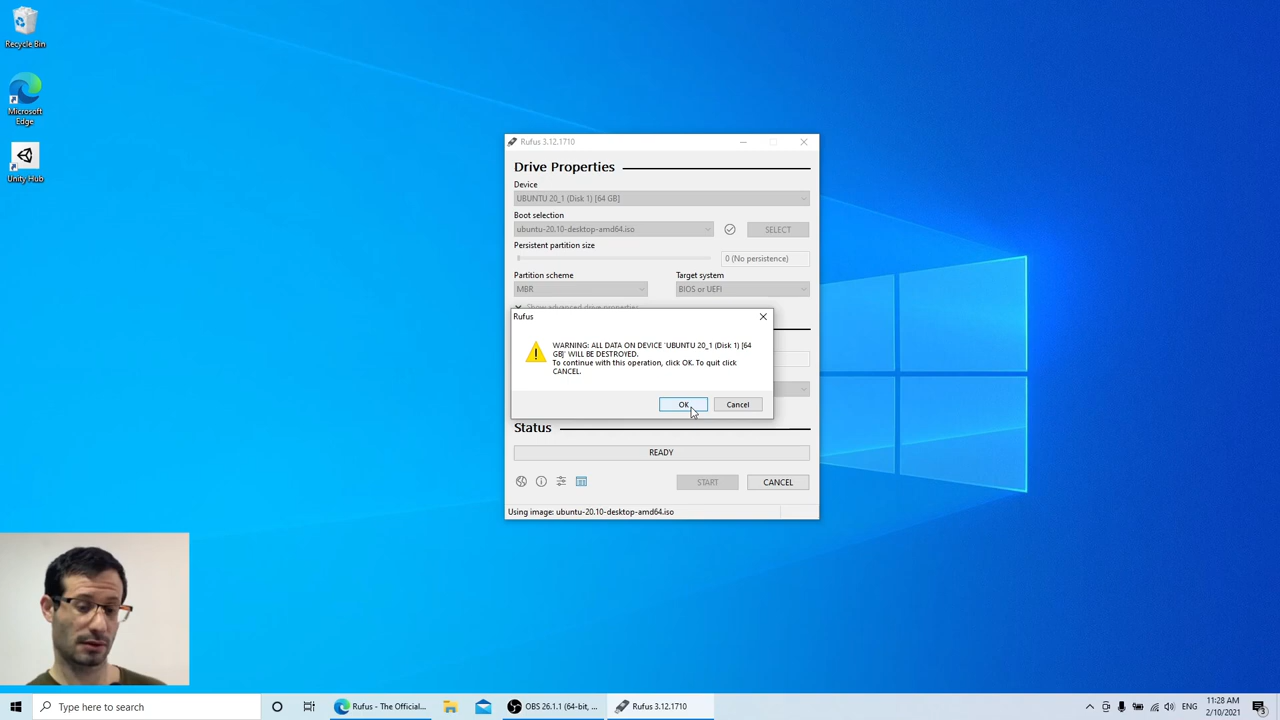 Recycle Bin
Microsoft
Edge
Unity Hub
Rufus 3.12.1710
Drive Properties
Device
UBUNTU 20_1 (Disk 1) [64 GB]
Boot selection
ubuntu-20.10-desktop-amd64.iso
SELECT
Persistent partition size
0 (No persistence)
Partition scheme
Target system
MBR
BIOS or UEFI
Show advanced drive properties
Rufus
WARNING: ALL DATA ON DEVICE 'UBUNTU 20_1 (Disk 1) [64
GB]' WILL BE DESTROYED.
To continue with this operation, click OK. To quit click
CANCEL.
OK
Cancel
Status
READY
START
CANCEL
Using image: ubuntu-20.10-desktop-amd64.iso
Type here to search
Rufus - The Official...
OBS 26.1.1 (64-bit, ...
Rufus 3.12.1710
ENG
11:28 AM
2/10/2021
3